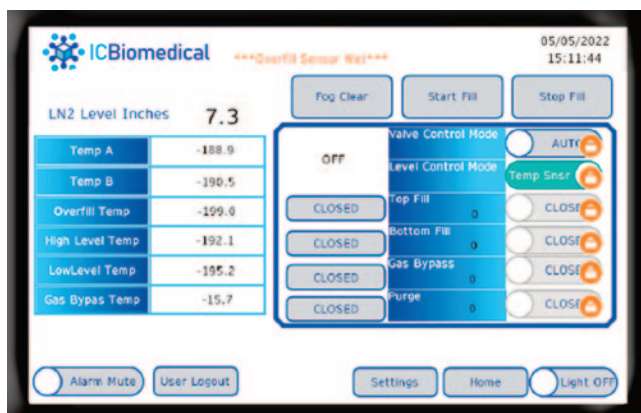 ICBiomedical
***Overfill Sensor Wet***
05/05/2022
15:11:44
Fog Clear
Start Fill
Stop Fill
LN2 Level Inches 7.3
Temp A -188.9
Temp B -190.5
Overfill Temp -199.0
High Level Temp -192.1
LowLevel Temp -195.2
Gas Bypas Temp -15.7
OFF
Valve Control Mode
AUTO
Level Control Mode
Temp Snsr
CLOSED
Top Fill
0
CLOSE
CLOSED
Bottom Fill
0
CLOSE
CLOSED
Gas Bypass
0
CLOSE
CLOSED
Purge
0
CLOSE
Alarm Mute
User Logout
Settings
Home
Light OFF